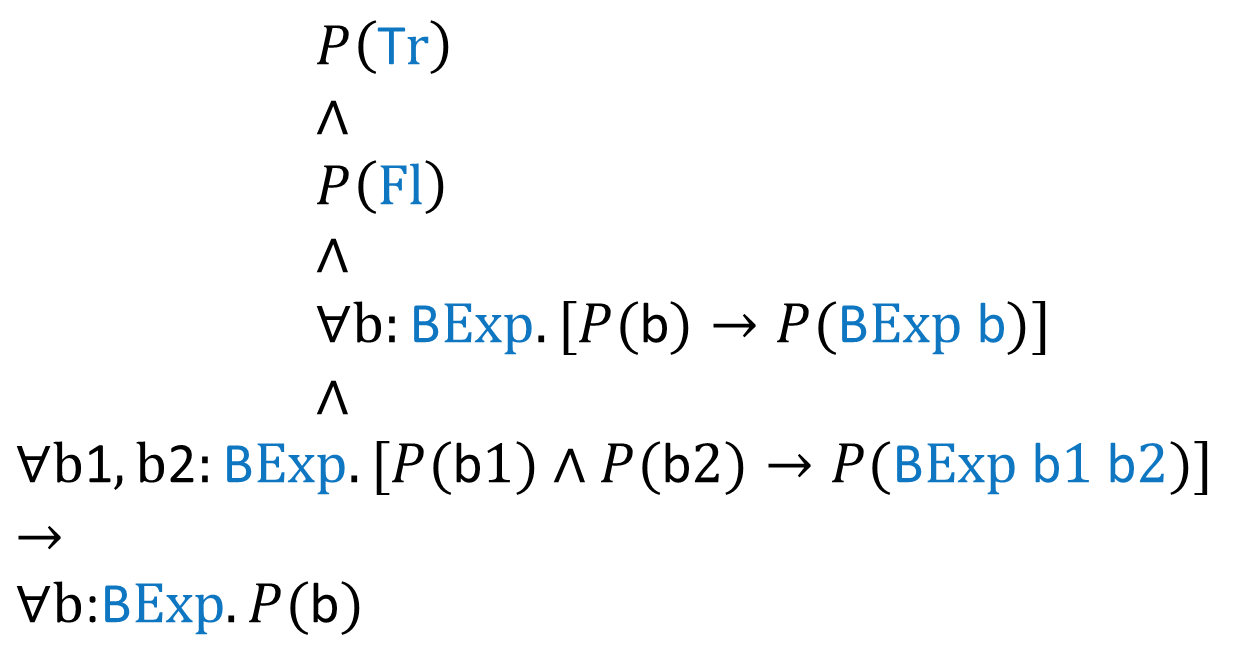 P(Tr)
∧
P(Fl)
∧
∀b: BExp. [P(b) → P(BExp b)]
∧
∀b1, b2: BExp. [P(b1) ∧ P(b2) → P(BExp b1 b2)]
→
∀b:BExp. P(b)